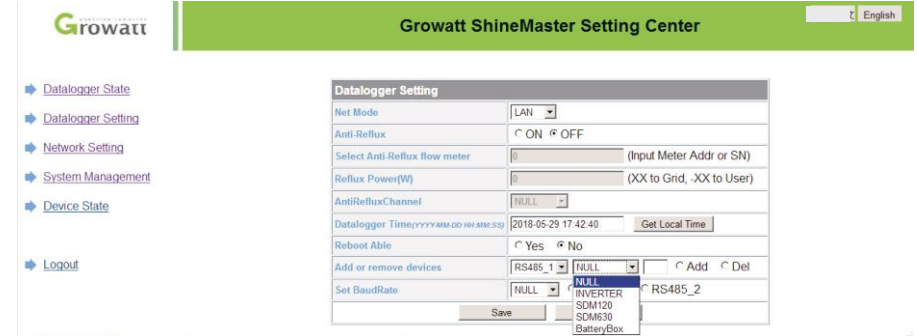 Growatt
Growatt ShineMaster Setting Center
English
Datalogger State
Datalogger Setting
Network Setting
System Management
Device State
Logout
Datalogger Setting
Net Mode LAN
Anti-Reflux ON OFF
Select Anti-Reflux flow meter 0 (Input Meter Addr or SN)
Reflux Power(W) 0 (XX to Grid, -XX to User)
AntiRefluxChannel NULL
Datalogger Time(YYYY-MM-DD HH:MM:SS) 2018-05-29 17:42:40 Get Local Time
Reboot Able Yes No
Add or remove devices RS485_1 NULL Add Del
NULL
INVERTER
SDM120
SDM630
BatteryBox
Set BaudRate NULL RS485_2
Save